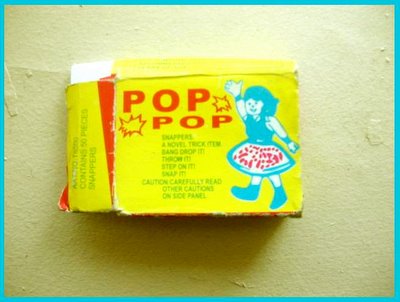 POP
POP
SNAPPERS.
A NOVEL TRICK ITEM
BANG DROP IT!
THROW IT!
STEP ON IT!
SNAP IT!
CAUTION:CAREFULLY READ
OTHER CAUTIONS
ON SIDE PANEL
CONTAINS:50 PIECES
SNAPPERS